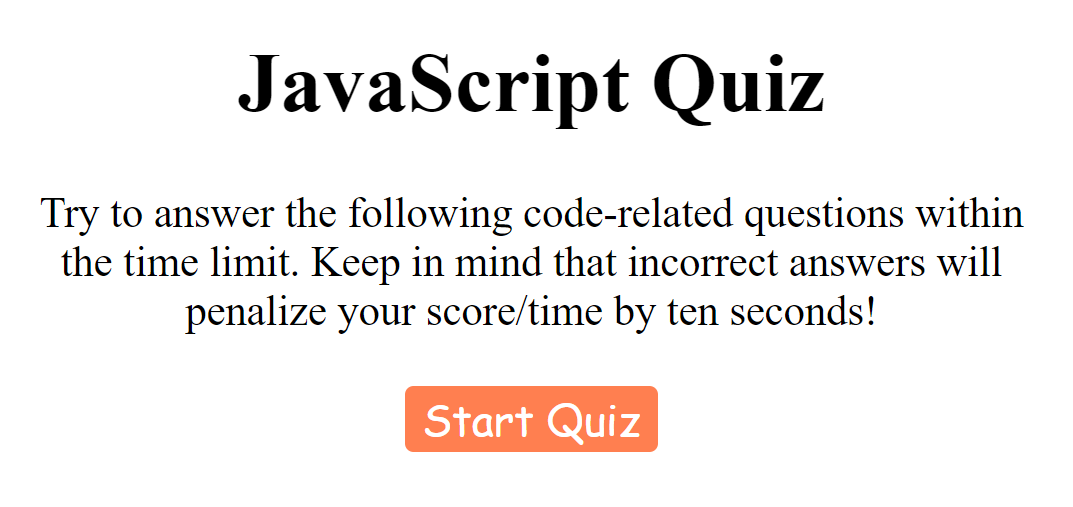 JavaScript Quiz
Try to answer the following code-related questions within
the time limit. Keep in mind that incorrect answers will
penalize your score/time by ten seconds!
Start Quiz